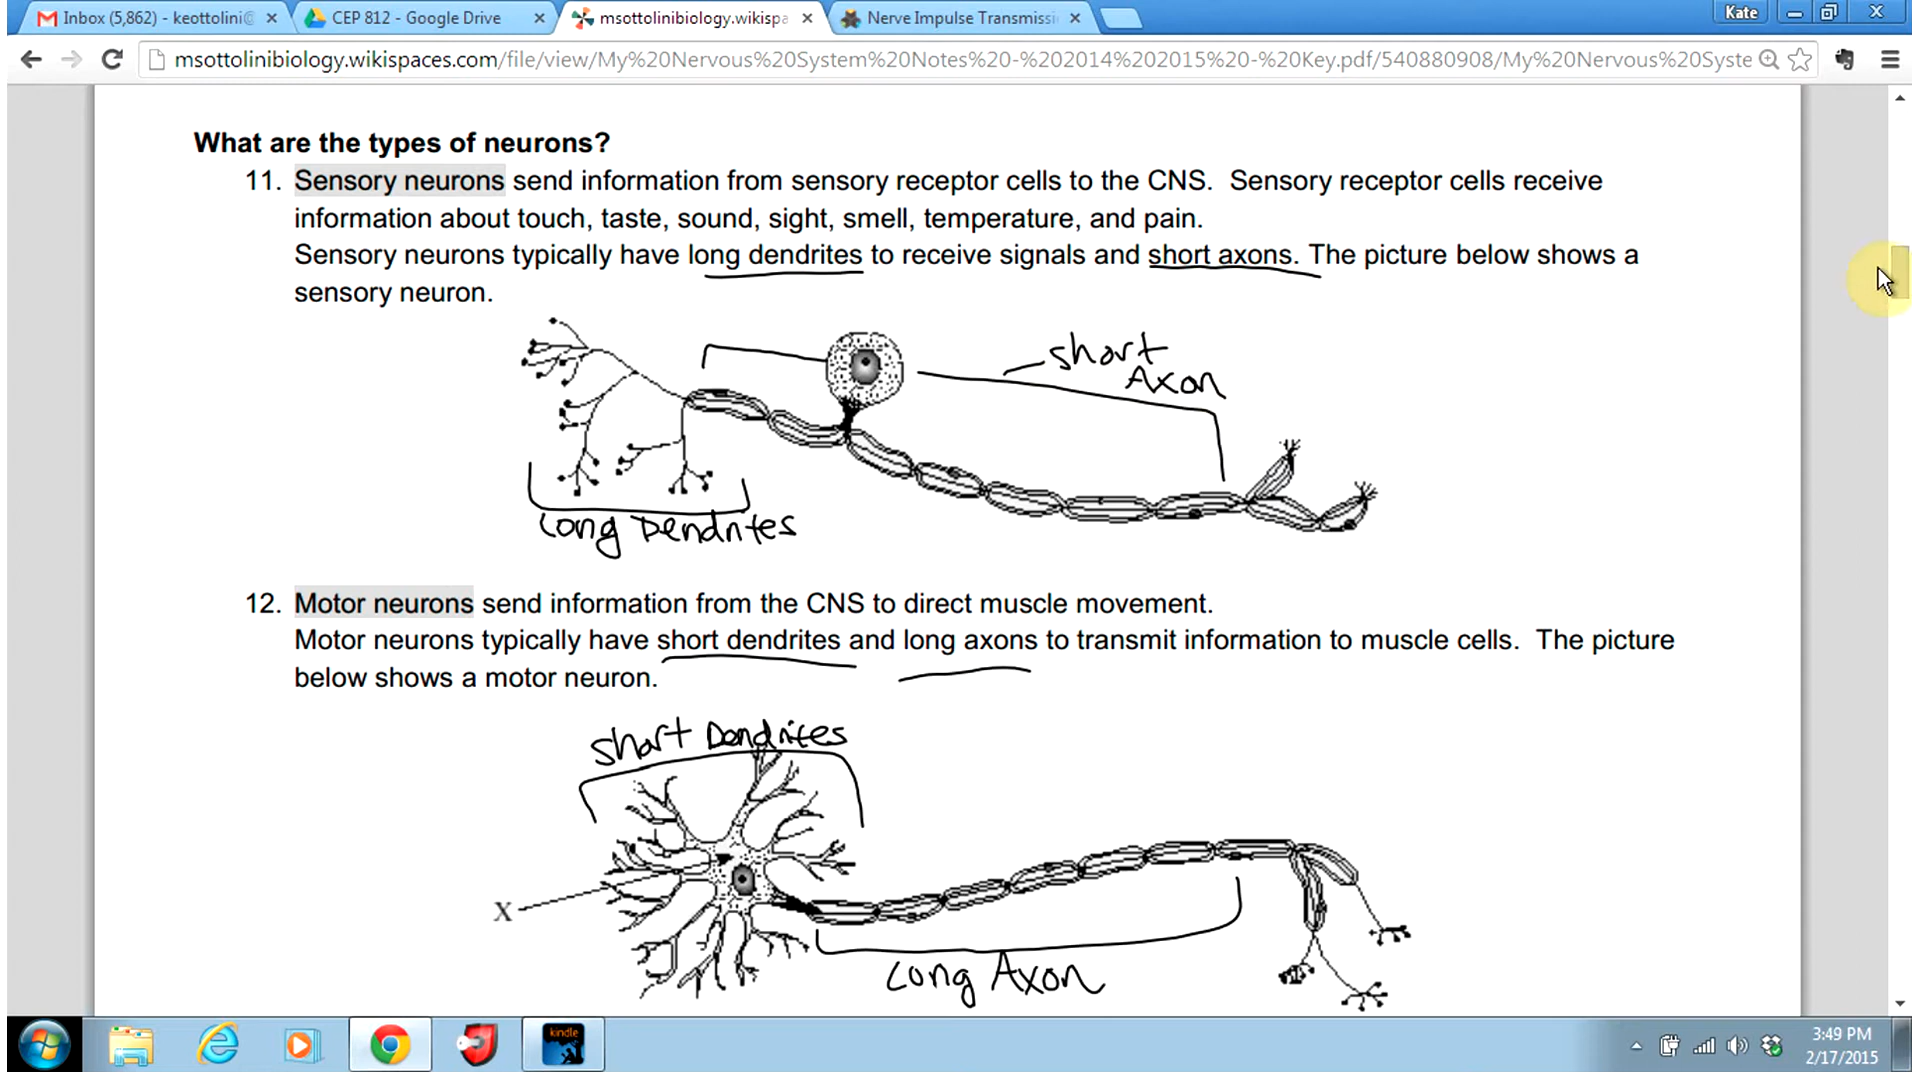 Inbox (5,862) - keottolini@
CEP 812 - Google Drive
msottolinibiology.wikispa
Nerve Impulse Transmissi
Kate
msottolinibiology.wikispaces.com/file/view/My%20Nervous%20System%20Notes%20-%202014%202015%20-%20Key.pdf/540880908/My%20Nervous%20Syste
What are the types of neurons?
11. Sensory neurons send information from sensory receptor cells to the CNS. Sensory receptor cells receive
information about touch, taste, sound, sight, smell, temperature, and pain.
Sensory neurons typically have long dendrites to receive signals and short axons. The picture below shows a
sensory neuron.
short
Axon
Long Dendrites
12. Motor neurons send information from the CNS to direct muscle movement.
Motor neurons typically have short dendrites and long axons to transmit information to muscle cells. The picture
below shows a motor neuron.
short Dendrites
X
Long Axon
kindle
3:49 PM
2/17/2015